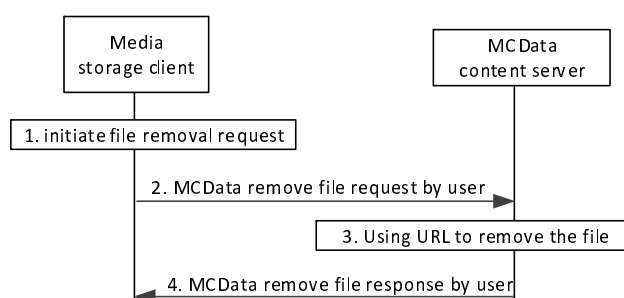 Media
storage client
MCData
content server
1. initiate file removal request
2. MCData remove file request by user
3. Using URL to remove the file
4. MCData remove file response by user